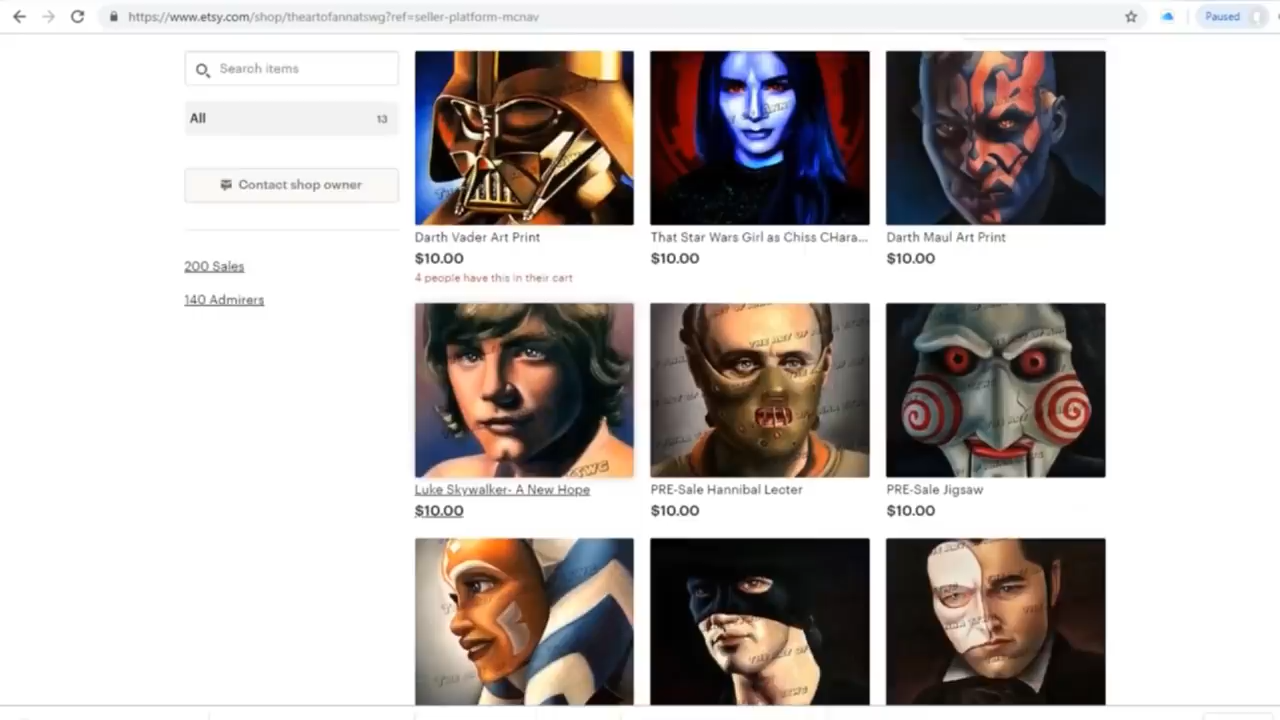 https://www.etsy.com/shop/theartofannatswg?ref=seller-platform-mcnav
Paused
Search items
All 13
Contact shop owner
200 Sales
140 Admirers
Darth Vader Art Print
$10.00
4 people have this in their cart
That Star Wars Girl as Chiss CHara...
$10.00
Darth Maul Art Print
$10.00
Luke Skywalker- A New Hope
$10.00
PRE-Sale Hannibal Lecter
$10.00
PRE-Sale Jigsaw
$10.00